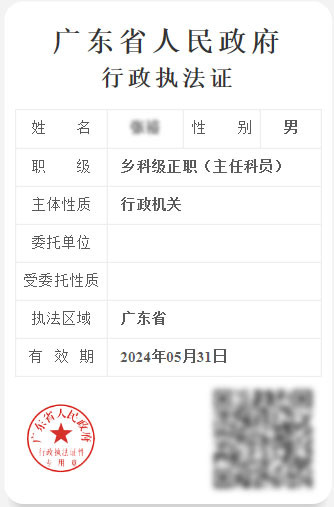 广东省人民政府
行政执法证
姓 名 性 别 男
职 级 乡科级正职（主任科员）
主体性质 行政机关
委托单位
受委托性质
执法区域 广东省
有 效 期 2024年05月31日
广东省人民政府
行政执法证件
专用章